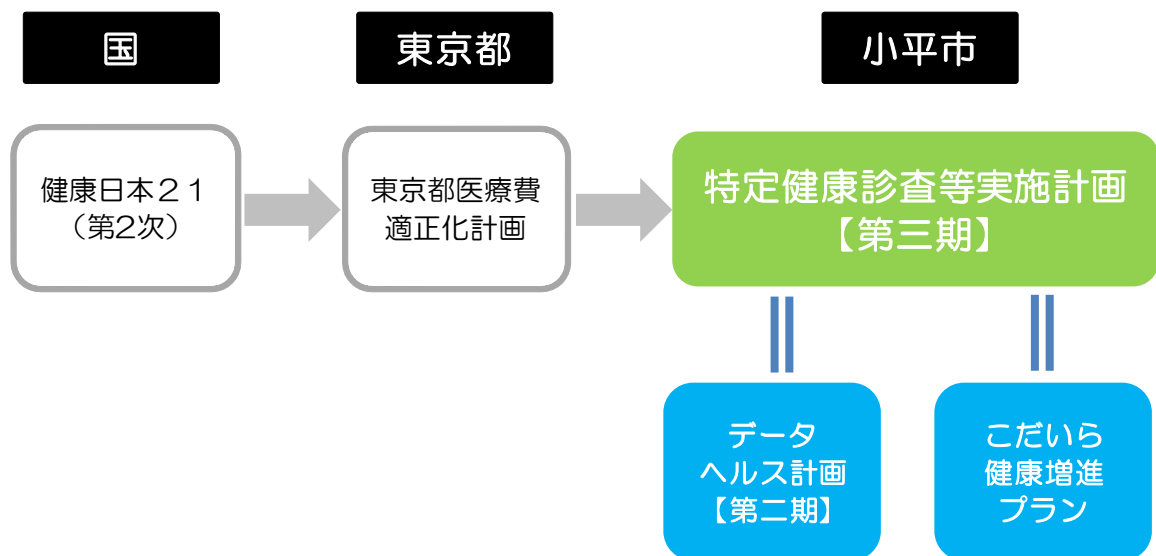 国
東京都
小平市
健康日本２１
（第2次）
東京都医療費
適正化計画
特定健康診査等実施計画
【第三期】
データ
ヘルス計画
【第二期】
こだいら
健康増進
プラン